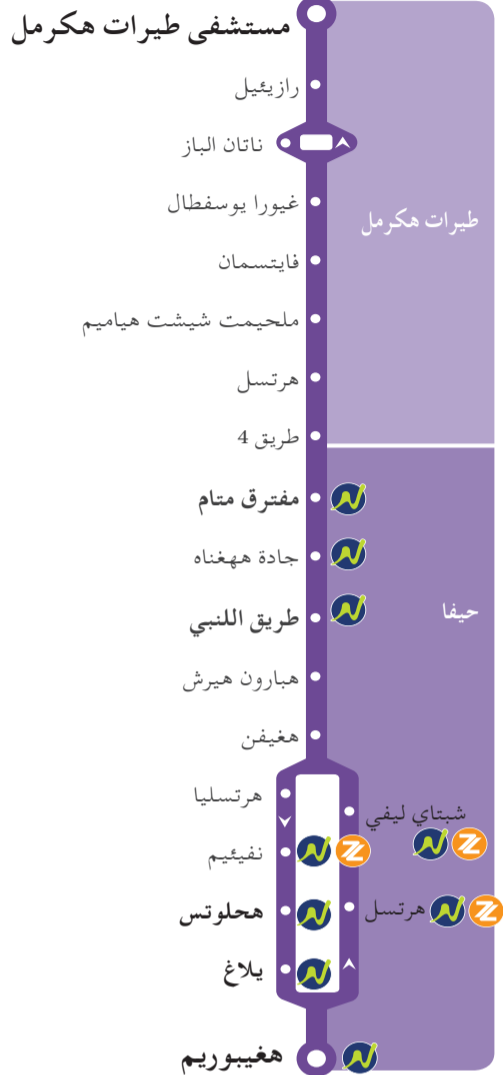 مستشفى طيرات هكرمل
رازيئيل
ناتان الباز
غيورا يوسفطال
طيرات هكرمل
فايتسمان
ملحيمت شيشت هياميم
هرتسل
طريق 4
مفترق متام
جادة ههغناه
طريق اللنبي
حيفا
هبارون هيرش
هغيفن
هرتسليا
شبتاي ليفي
نفيئيم
هحلوتس
هرتسل
يلاغ
هغيبوريم